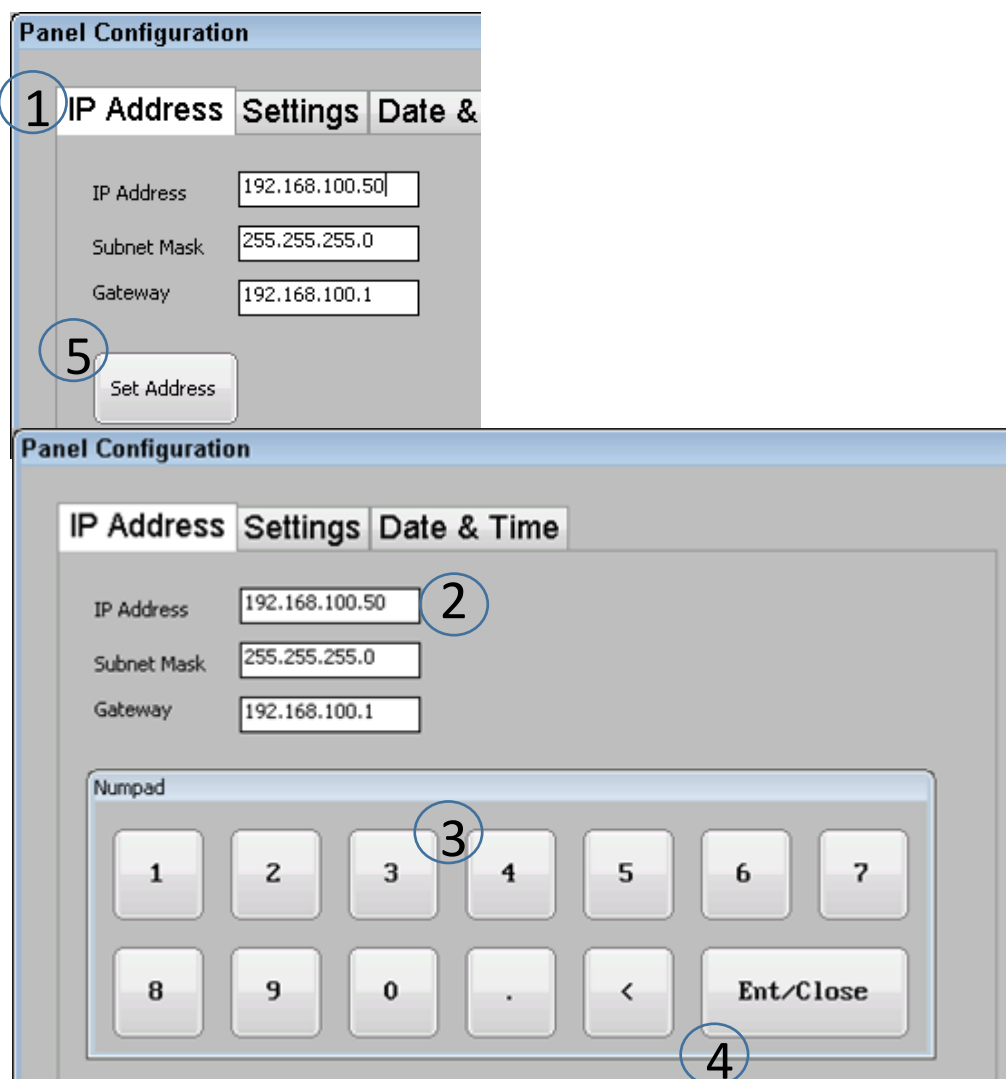 Panel Configuration
1 IP Address Settings Date &
IP Address 192.168.100.50
Subnet Mask 255.255.255.0
Gateway 192.168.100.1
5
Set Address
Panel Configuration
IP Address Settings Date & Time
IP Address 192.168.100.50 2
Subnet Mask 255.255.255.0
Gateway 192.168.100.1
Numpad
3
1 2 3 4 5 6 7
8 9 0 . < Ent/Close
4